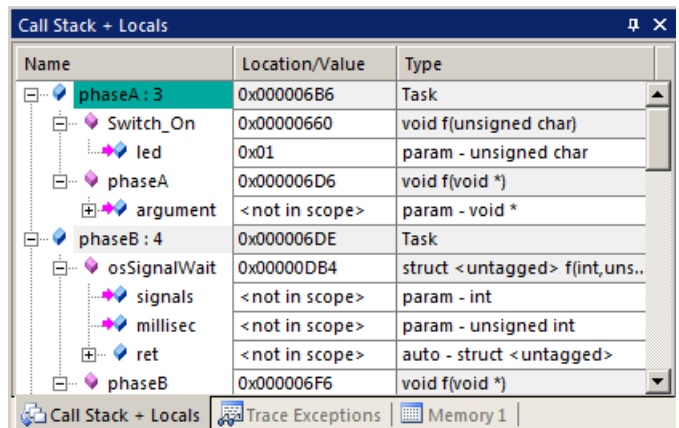 Call Stack + Locals
Name Location/Value Type
phaseA : 3 0x000006B6 Task
Switch_On 0x00000660 void f(unsigned char)
led 0x01 param - unsigned char
phaseA 0x000006D6 void f(void *)
argument <not in scope> param - void *
phaseB : 4 0x000006DE Task
osSignalWait 0x00000DB4 struct <untagged> f(int,uns..
signals <not in scope> param - int
millisec <not in scope> param - unsigned int
ret <not in scope> auto - struct <untagged>
phaseB 0x000006F6 void f(void *)
Call Stack + Locals Trace Exceptions Memory 1